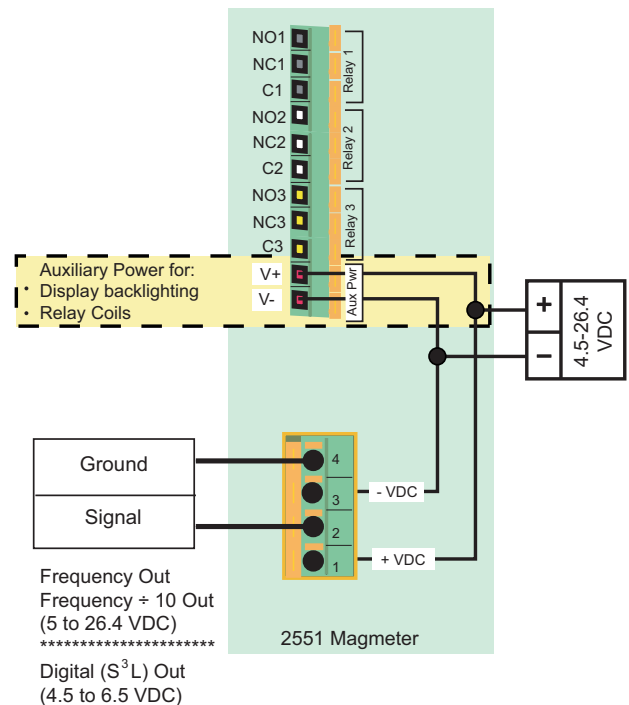 NO1
NC1
C1
Relay 1
NO2
NC2
C2
Relay 2
NO3
NC3
C3
Relay 3
Auxiliary Power for:
• Display backlighting
• Relay Coils
V+
V-
Aux Pwr
+
−
4.5-26.4
VDC
Ground
Signal
4
3
2
1
- VDC
+ VDC
Frequency Out
Frequency ÷ 10 Out
(5 to 26.4 VDC)
**********************
Digital (S³L) Out
(4.5 to 6.5 VDC)
2551 Magmeter